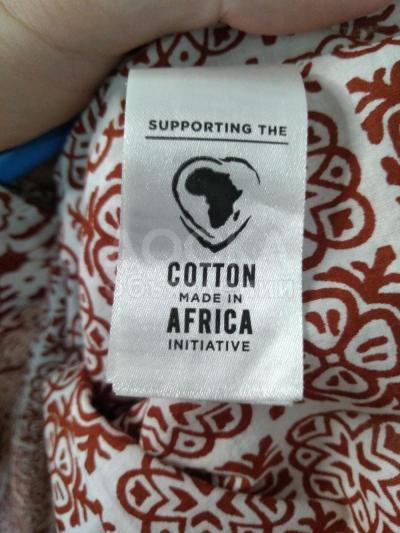 SUPPORTING THE
COTTON
MADE IN
AFRICA
INITIATIVE